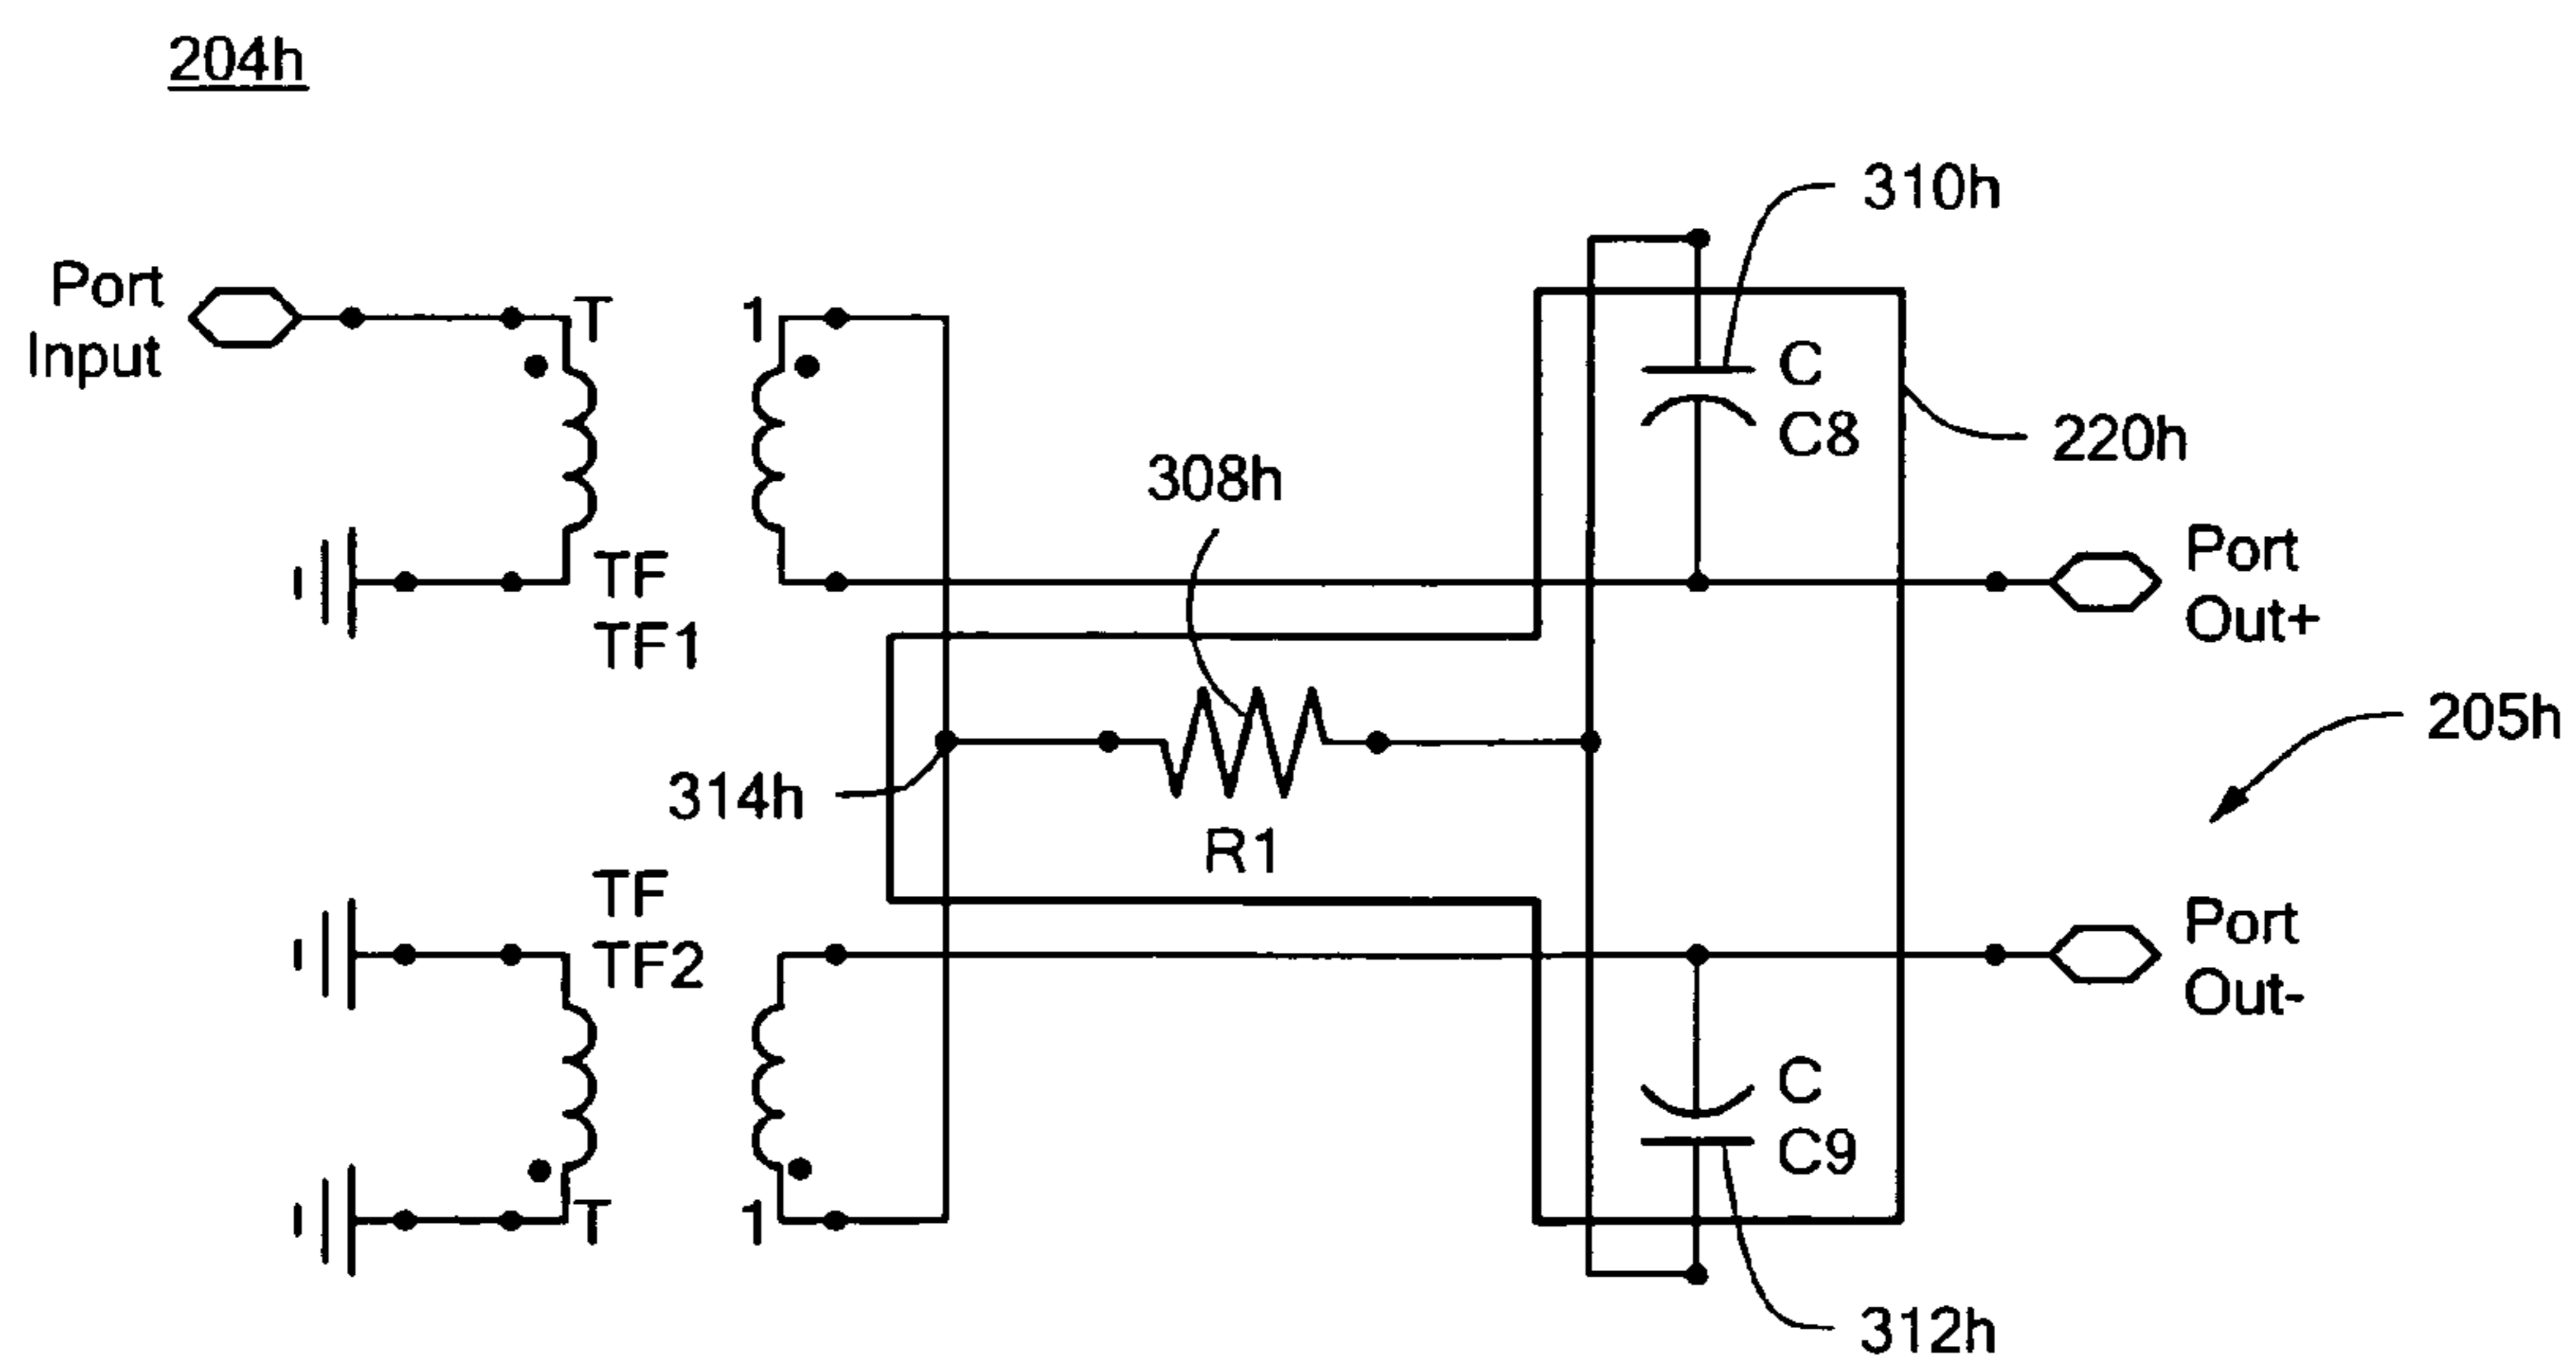 204h
310h
Port
Input
T
1
C
C8
220h
308h
Port
Out+
TF
TF1
205h
314h
R1
TF
TF2
Port
Out-
C
C9
T
1
312h